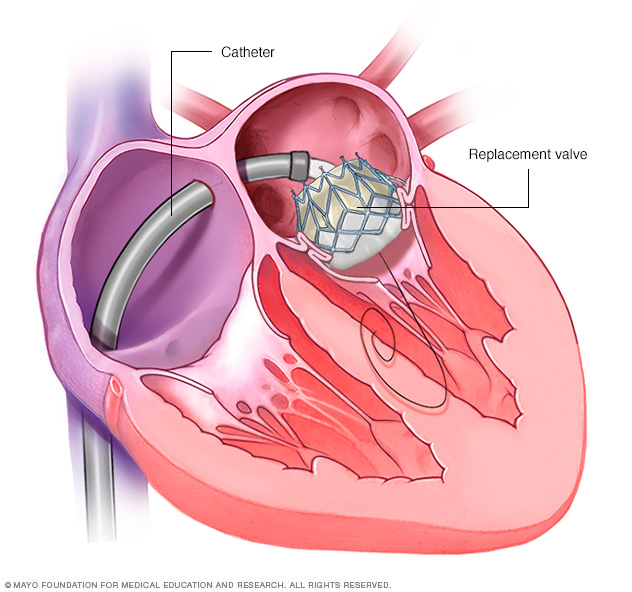 Catheter
Replacement valve
© MAYO FOUNDATION FOR MEDICAL EDUCATION AND RESEARCH. ALL RIGHTS RESERVED.